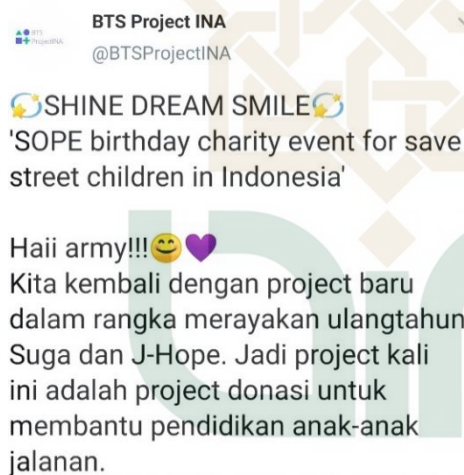 BTS Project INA
@BTSProjectINA
BTS
ProjectINA
💫SHINE DREAM SMILE💫
'SOPE birthday charity event for save
street children in Indonesia'
Haii army!!!😊💜
Kita kembali dengan project baru
dalam rangka merayakan ulangtahun
Suga dan J-Hope. Jadi project kali
ini adalah project donasi untuk
membantu pendidikan anak-anak
jalanan.